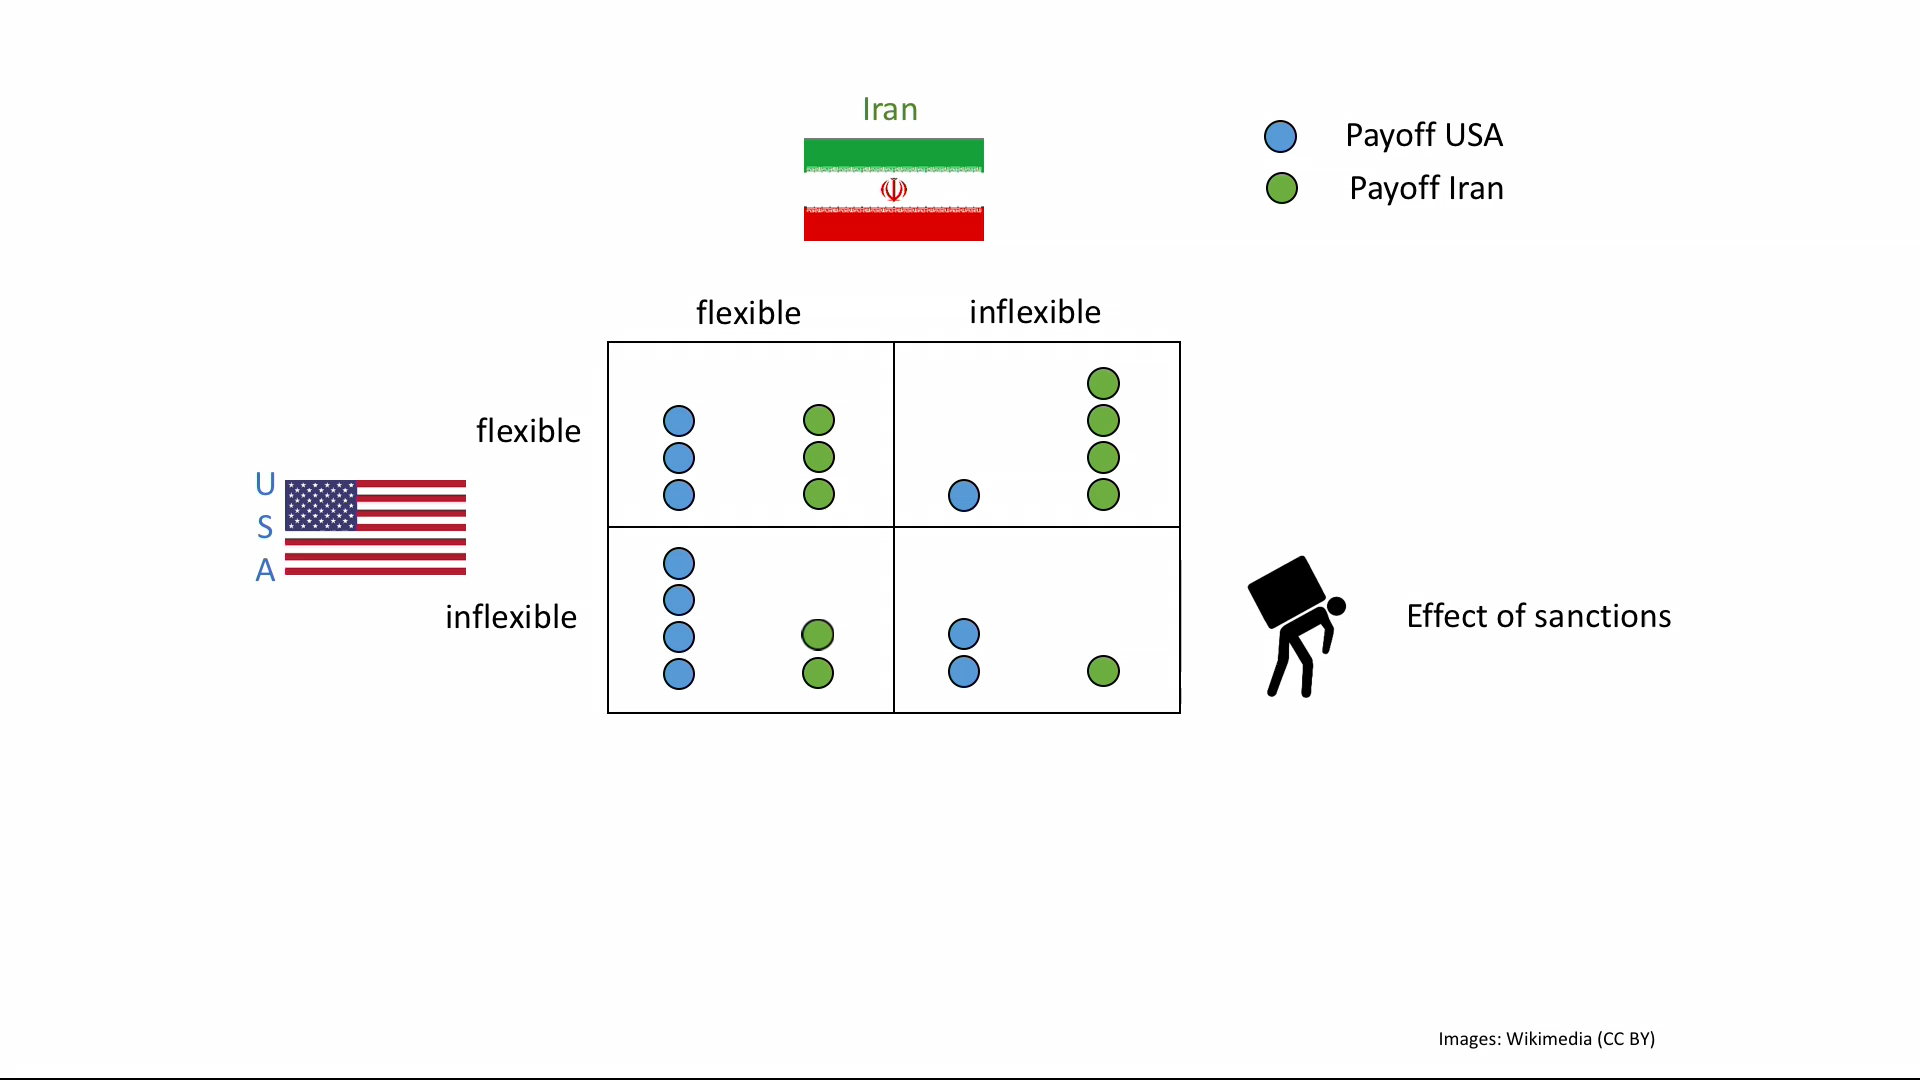 Iran
Payoff USA
Payoff Iran
flexible
inflexible
flexible
U
S
A
inflexible
Effect of sanctions
Images: Wikimedia (CC BY)